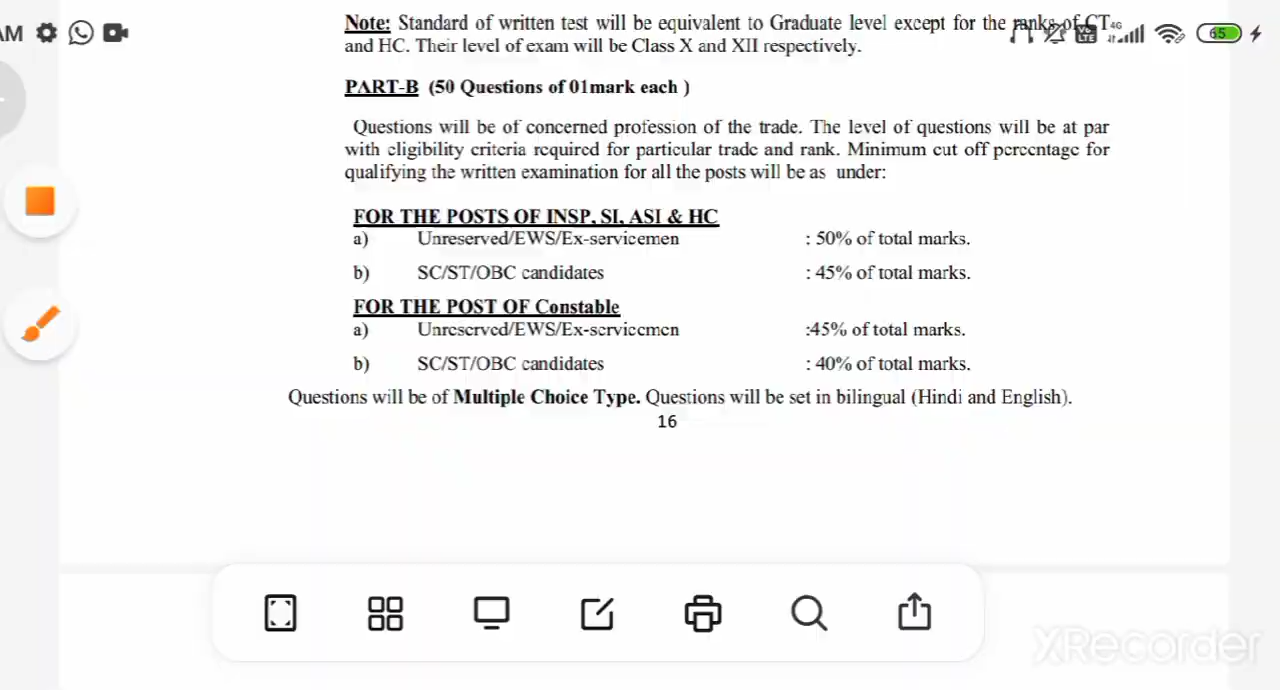 AM
4G
Vo
LTE
65
Note: Standard of written test will be equivalent to Graduate level except for the ranks of CT
and HC. Their level of exam will be Class X and XII respectively.
PART-B (50 Questions of 01mark each )
Questions will be of concerned profession of the trade. The level of questions will be at par
with eligibility criteria required for particular trade and rank. Minimum cut off percentage for
qualifying the written examination for all the posts will be as under:
FOR THE POSTS OF INSP, SI, ASI & HC
a) Unreserved/EWS/Ex-servicemen : 50% of total marks.
b) SC/ST/OBC candidates : 45% of total marks.
FOR THE POST OF Constable
a) Unreserved/EWS/Ex-servicemen :45% of total marks.
b) SC/ST/OBC candidates : 40% of total marks.
Questions will be of Multiple Choice Type. Questions will be set in bilingual (Hindi and English).
16
XRecorder